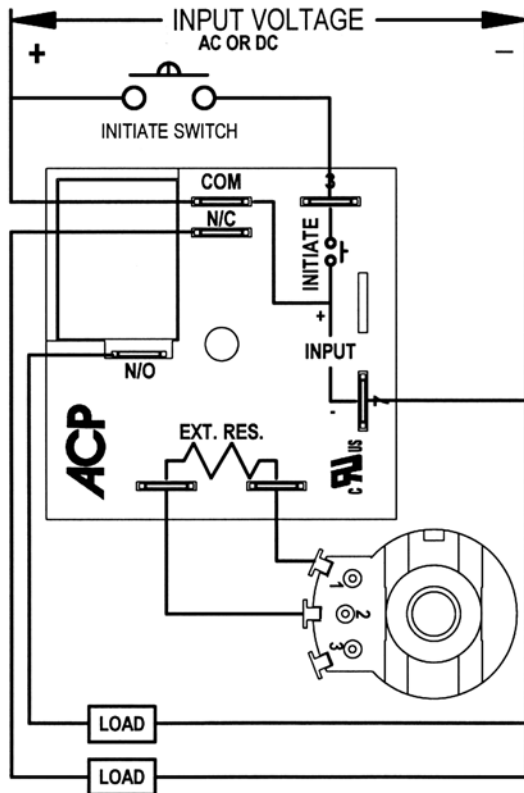 INPUT VOLTAGE
AC OR DC
+ –
INITIATE SWITCH
COM
3
N/C
INITIATE
+
INPUT
N/O
-
7
EXT. RES.
ACP
C RU US
1
2
3
LOAD
LOAD